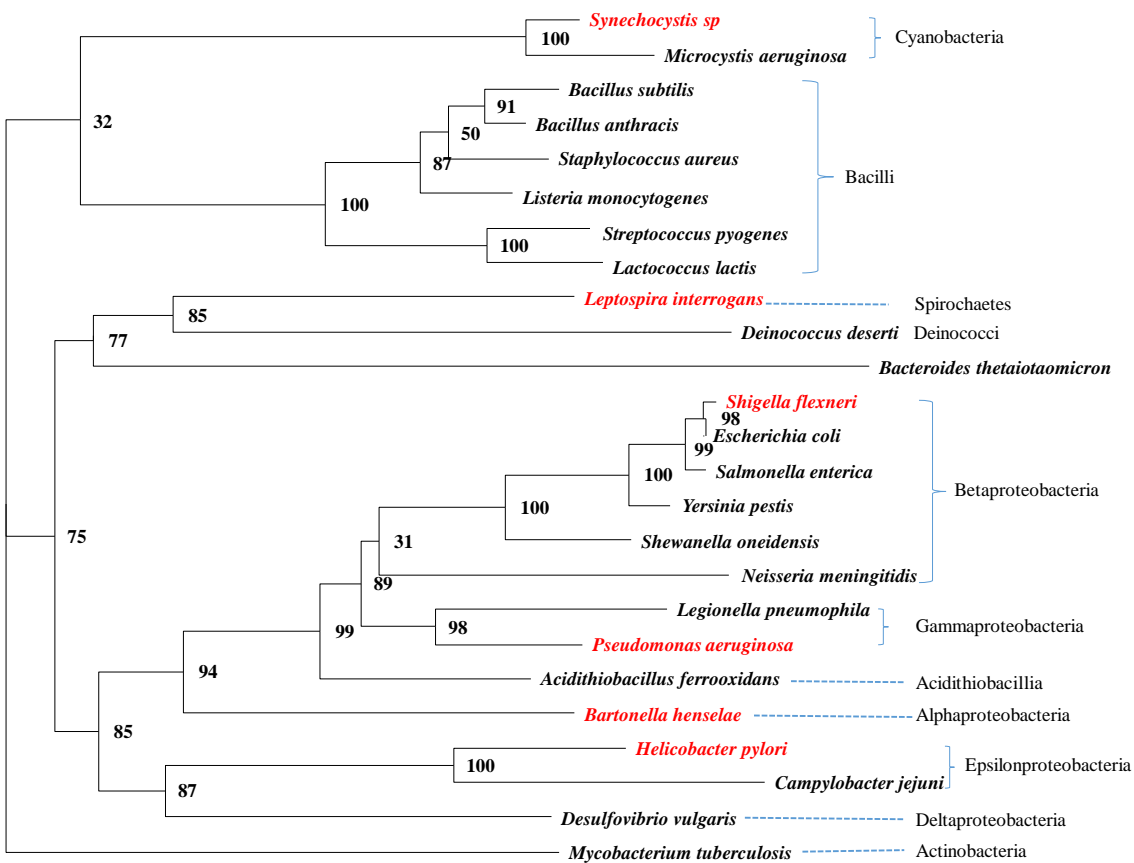 Synechocystis sp
100
Cyanobacteria
Microcystis aeruginosa
Bacillus subtilis
91
32
Bacillus anthracis
50
Staphylococcus aureus
87
Bacilli
Listeria monocytogenes
100
Streptococcus pyogenes
100
Lactococcus lactis
Leptospira interrogans
Spirochaetes
85
Deinococcus deserti Deinococci
77
Bacteroides thetaiotaomicron
Shigella flexneri
98
Escherichia coli
99
Salmonella enterica
100
Betaproteobacteria
Yersinia pestis
100
75
31
Shewanella oneidensis
Neisseria meningitidis
89
Legionella pneumophila
99
98
Gammaproteobacteria
Pseudomonas aeruginosa
94
Acidithiobacillus ferrooxidans
Acidithiobacillia
Bartonella henselae
Alphaproteobacteria
85
Helicobacter pylori
100
Epsilonproteobacteria
Campylobacter jejuni
87
Desulfovibrio vulgaris
Deltaproteobacteria
Mycobacterium tuberculosis
Actinobacteria